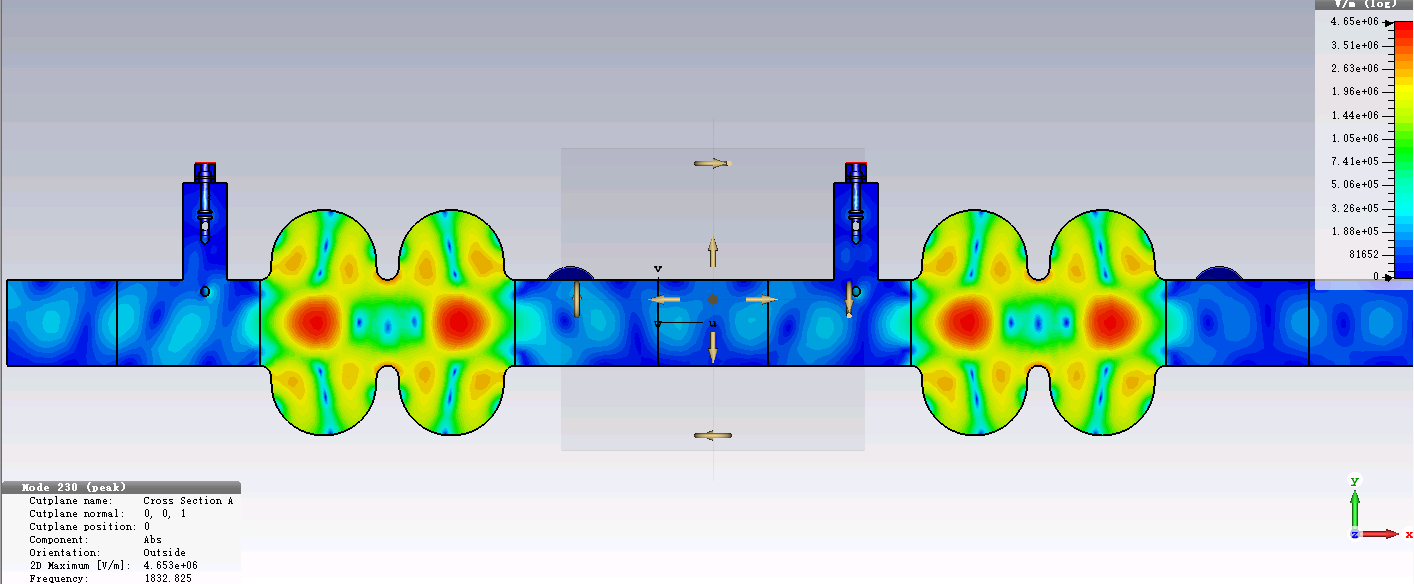 V/m (log)
4.65e+06
3.51e+06
2.63e+06
1.96e+06
1.44e+06
1.05e+06
7.41e+05
5.06e+05
3.26e+05
1.88e+05
81652
0
v
u
y
z
x
Mode 230 (peak)
Cutplane name: Cross Section A
Cutplane normal: 0, 0, 1
Cutplane position: 0
Component: Abs
Orientation: Outside
2D Maximum [V/m]: 4.653e+06
Frequency: 1832.825